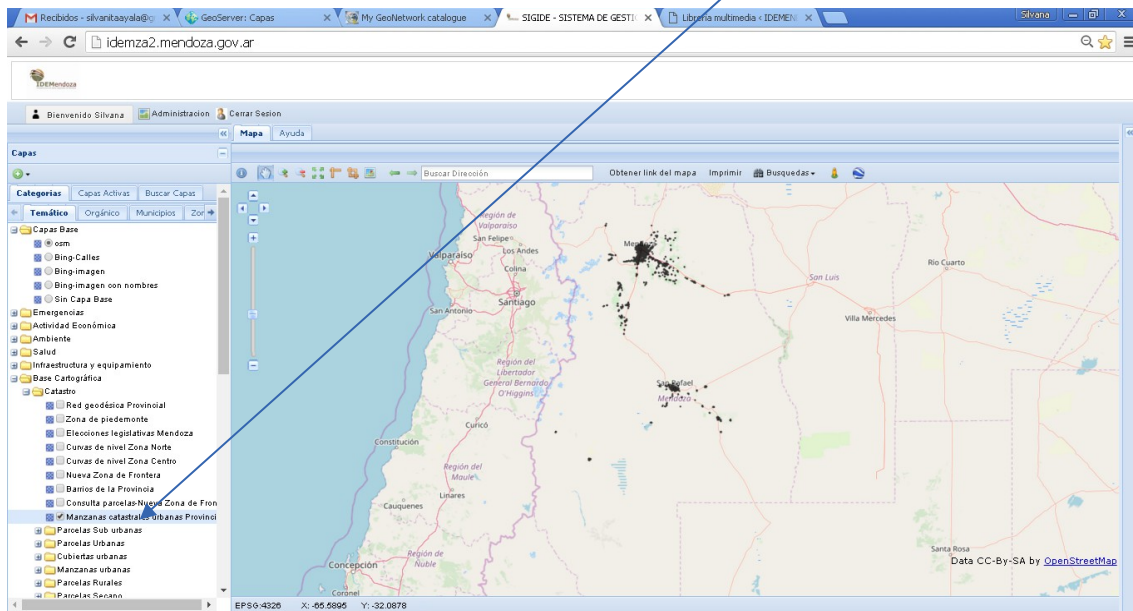 Recibidos - silvanitaayala@g
GeoServer: Capas
My GeoNetwork catalogue
SIGIDE - SISTEMA DE GESTI
Libreria multimedia ‹ IDEMEN
Silvana
idemza2.mendoza.gov.ar
IDEMendoza
Bienvenido Silvana
Administracion
Cerrar Sesion
Mapa
Ayuda
Capas
Buscar Dirección
Obtener link del mapa
Imprimir
Busquedas
Categorias
Capas Activas
Buscar Capas
Temático
Orgánico
Municipios
Zor
Capas Base
osm
Bing-Calles
Bing-imagen
Bing-imagen con nombres
Sin Capa Base
Emergencias
Actividad Económica
Ambiente
Salud
Infraestructura y equipamiento
Base Cartográfica
Catastro
Red geodésica Provincial
Zona de piedemonte
Elecciones legislativas Mendoza
Curvas de nivel Zona Norte
Curvas de nivel Zona Centro
Nueva Zona de Frontera
Barrios de la Provincia
Consulta parcelas-Nueva Zona de Fron
Manzanas catastrales urbanas Provinci
Parcelas Sub urbanas
Parcelas Urbanas
Cubiertas urbanas
Manzanas urbanas
Parcelas Rurales
Parcelas Secano
Región de
Valparaíso
San Felipe
Los Andes
Valparaíso
Colina
Santiago
San Antonio
Región del
Libertador
General Bernardo
O'Higgins
Curicó
Constitución
Región del
Maule
Linares
Cauquenes
Región de
Ñuble
Concepción
Coronel
San Rafael
Mendoza
San Luis
Río Cuarto
Villa Mercedes
Santa Rosa
Data CC-By-SA by OpenStreetMap
EPSG:4326
X: -65.5895
Y: -32.0878